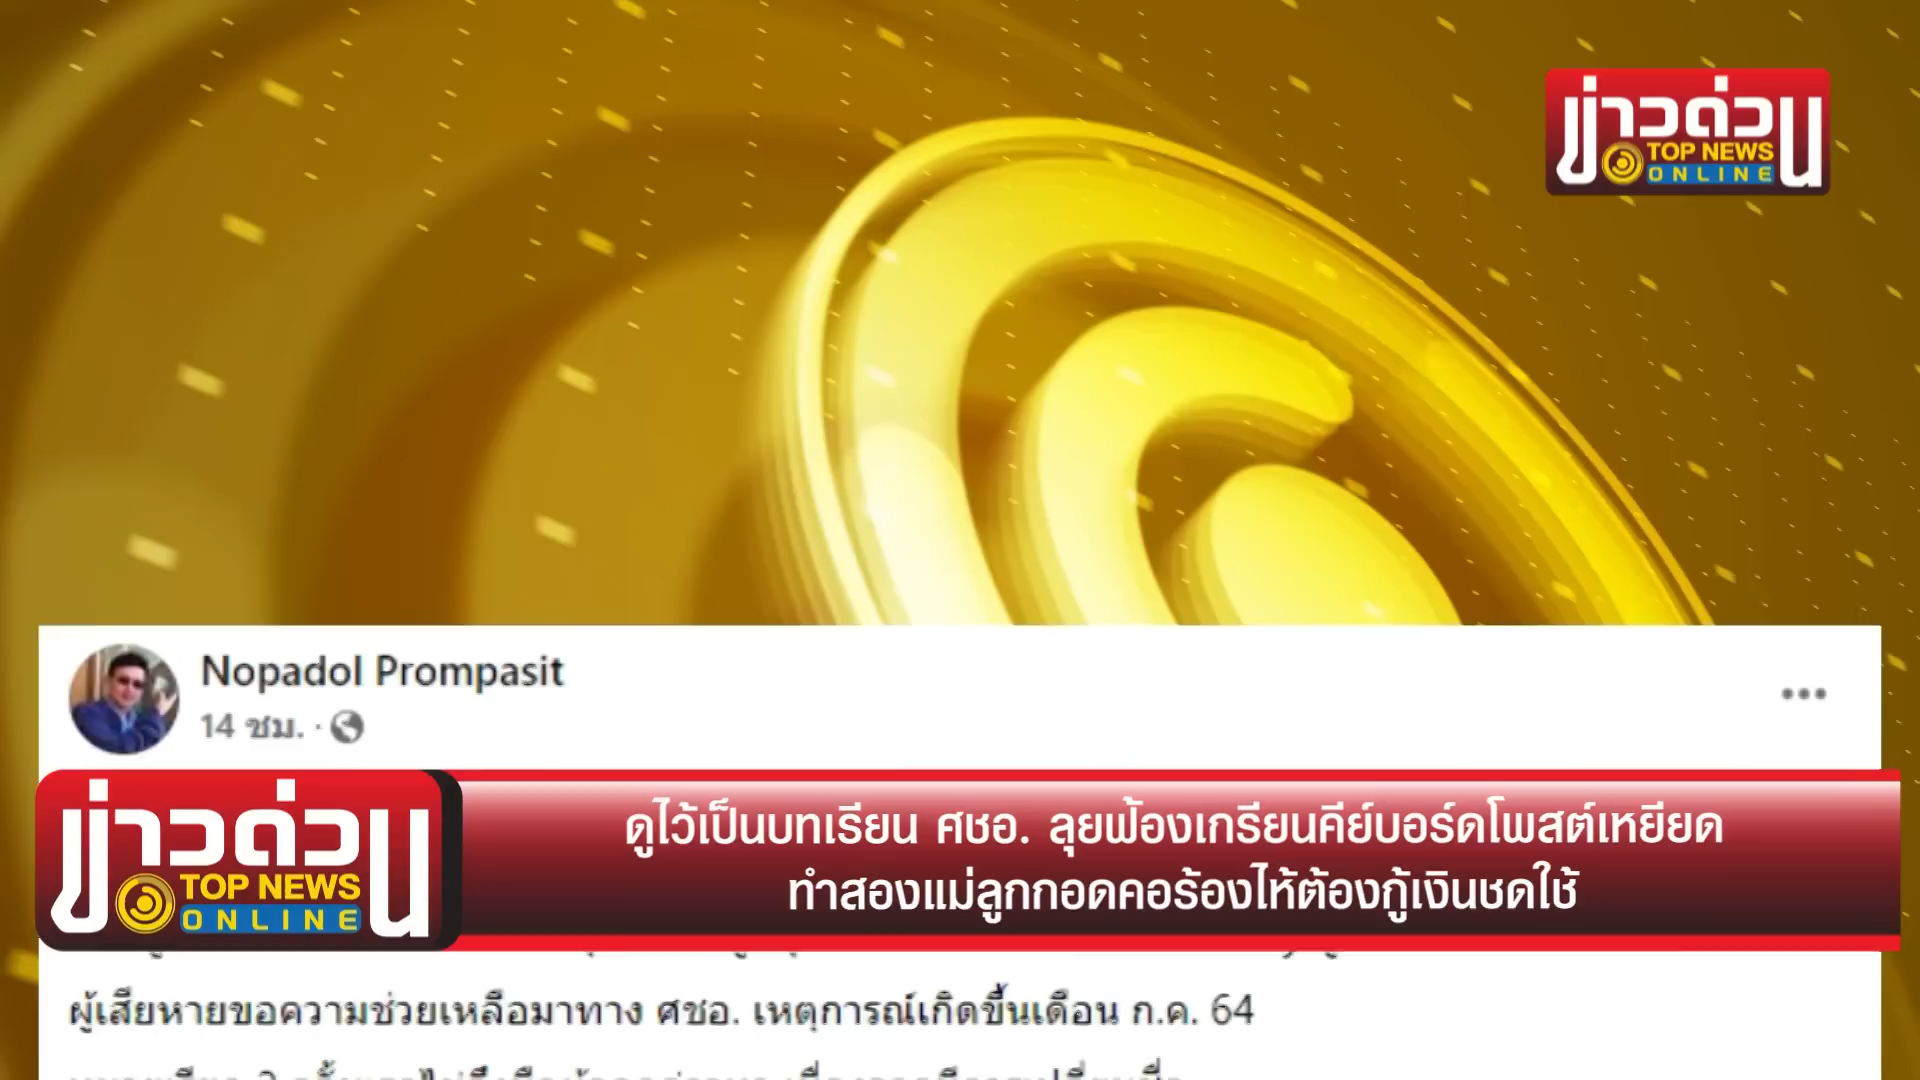 ข่าวด่วน
TOP NEWS
ONLINE
Nopadol Prompasit
14 ชม.
ข่าวด่วน
TOP NEWS
ONLINE
ดูไว้เป็นบทเรียน ศชอ. ลุยฟ้องเกรียนคีย์บอร์ดโพสต์เหยียด
ทำสองแม่ลูกกอดคอร้องไห้ต้องกู้เงินชดใช้
ผู้เสียหายขอความช่วยเหลือมาทาง ศชอ. เหตุการณ์เกิดขึ้นเดือน ก.ค. 64